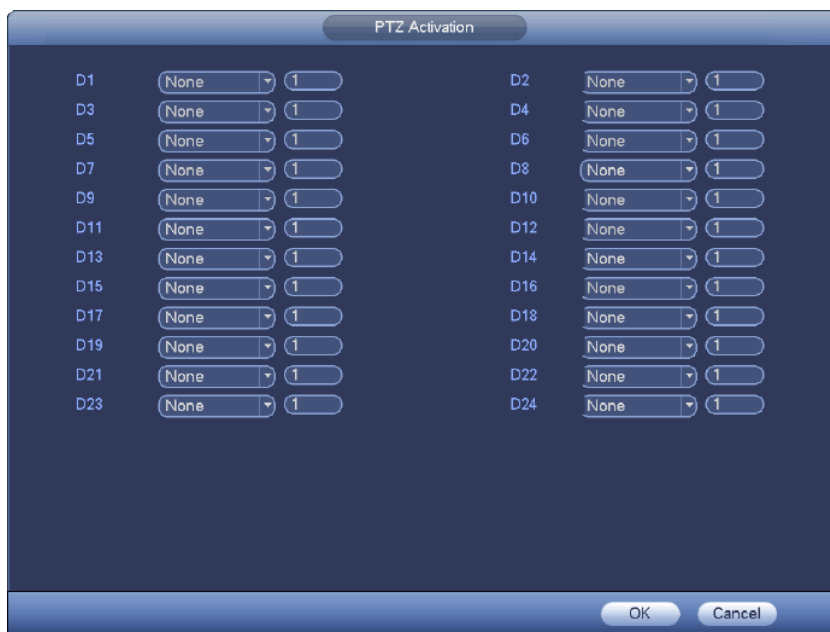 PTZ Activation
D1 None 1 D2 None 1
D3 None 1 D4 None 1
D5 None 1 D6 None 1
D7 None 1 D8 None 1
D9 None 1 D10 None 1
D11 None 1 D12 None 1
D13 None 1 D14 None 1
D15 None 1 D16 None 1
D17 None 1 D18 None 1
D19 None 1 D20 None 1
D21 None 1 D22 None 1
D23 None 1 D24 None 1
OK Cancel